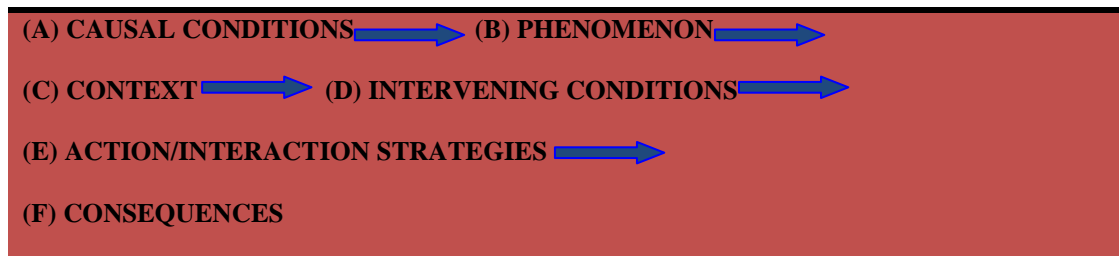 (A) CAUSAL CONDITIONS (B) PHENOMENON
(C) CONTEXT (D) INTERVENING CONDITIONS
(E) ACTION/INTERACTION STRATEGIES
(F) CONSEQUENCES